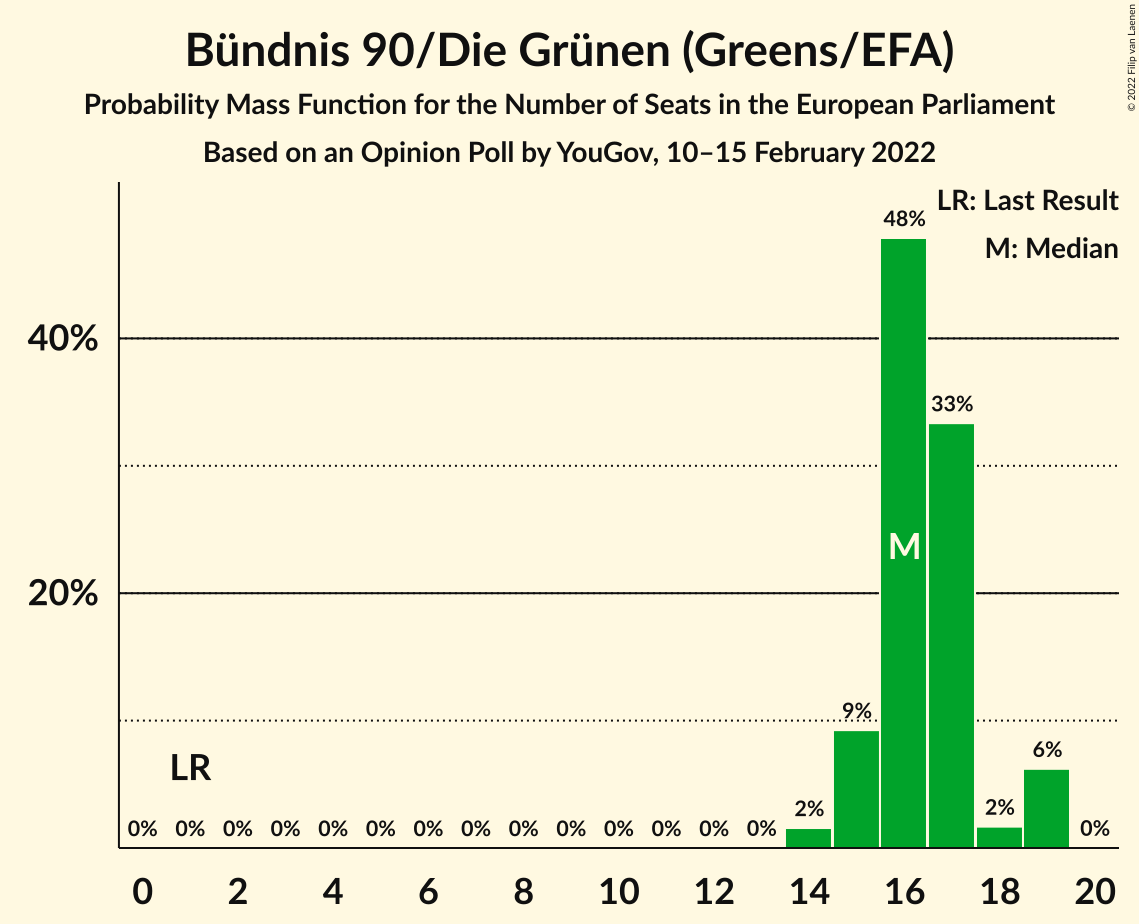 Bündnis 90/Die Grünen (Greens/EFA)
Probability Mass Function for the Number of Seats in the European Parliament
Based on an Opinion Poll by YouGov, 10–15 February 2022
© 2022 Filip van Laenen
LR: Last Result
M: Median
48%
40%
33%
M
20%
9%
LR
6%
0% 0% 0% 0% 0% 0% 0% 0% 0% 0% 0% 0% 0% 0% 2% 2% 0%
0 2 4 6 8 10 12 14 16 18 20